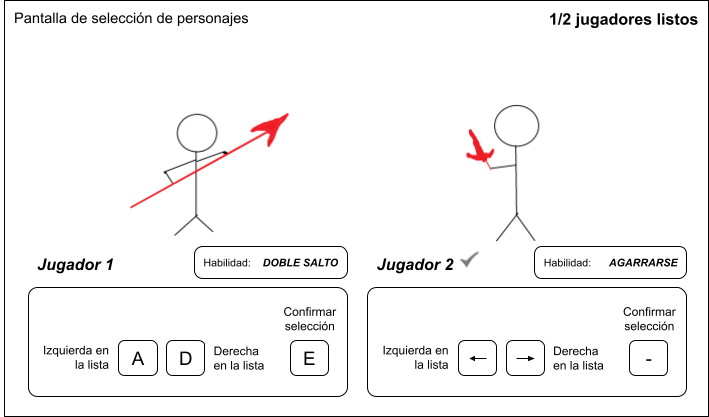 Pantalla de selección de personajes
1/2 jugadores listos
Jugador 1
Habilidad: DOBLE SALTO
Jugador 2
Habilidad: AGARRARSE
Izquierda en
la lista
A
D
Derecha
en la lista
Confirmar
selección
E
Izquierda en
la lista
←
→
Derecha
en la lista
Confirmar
selección
-